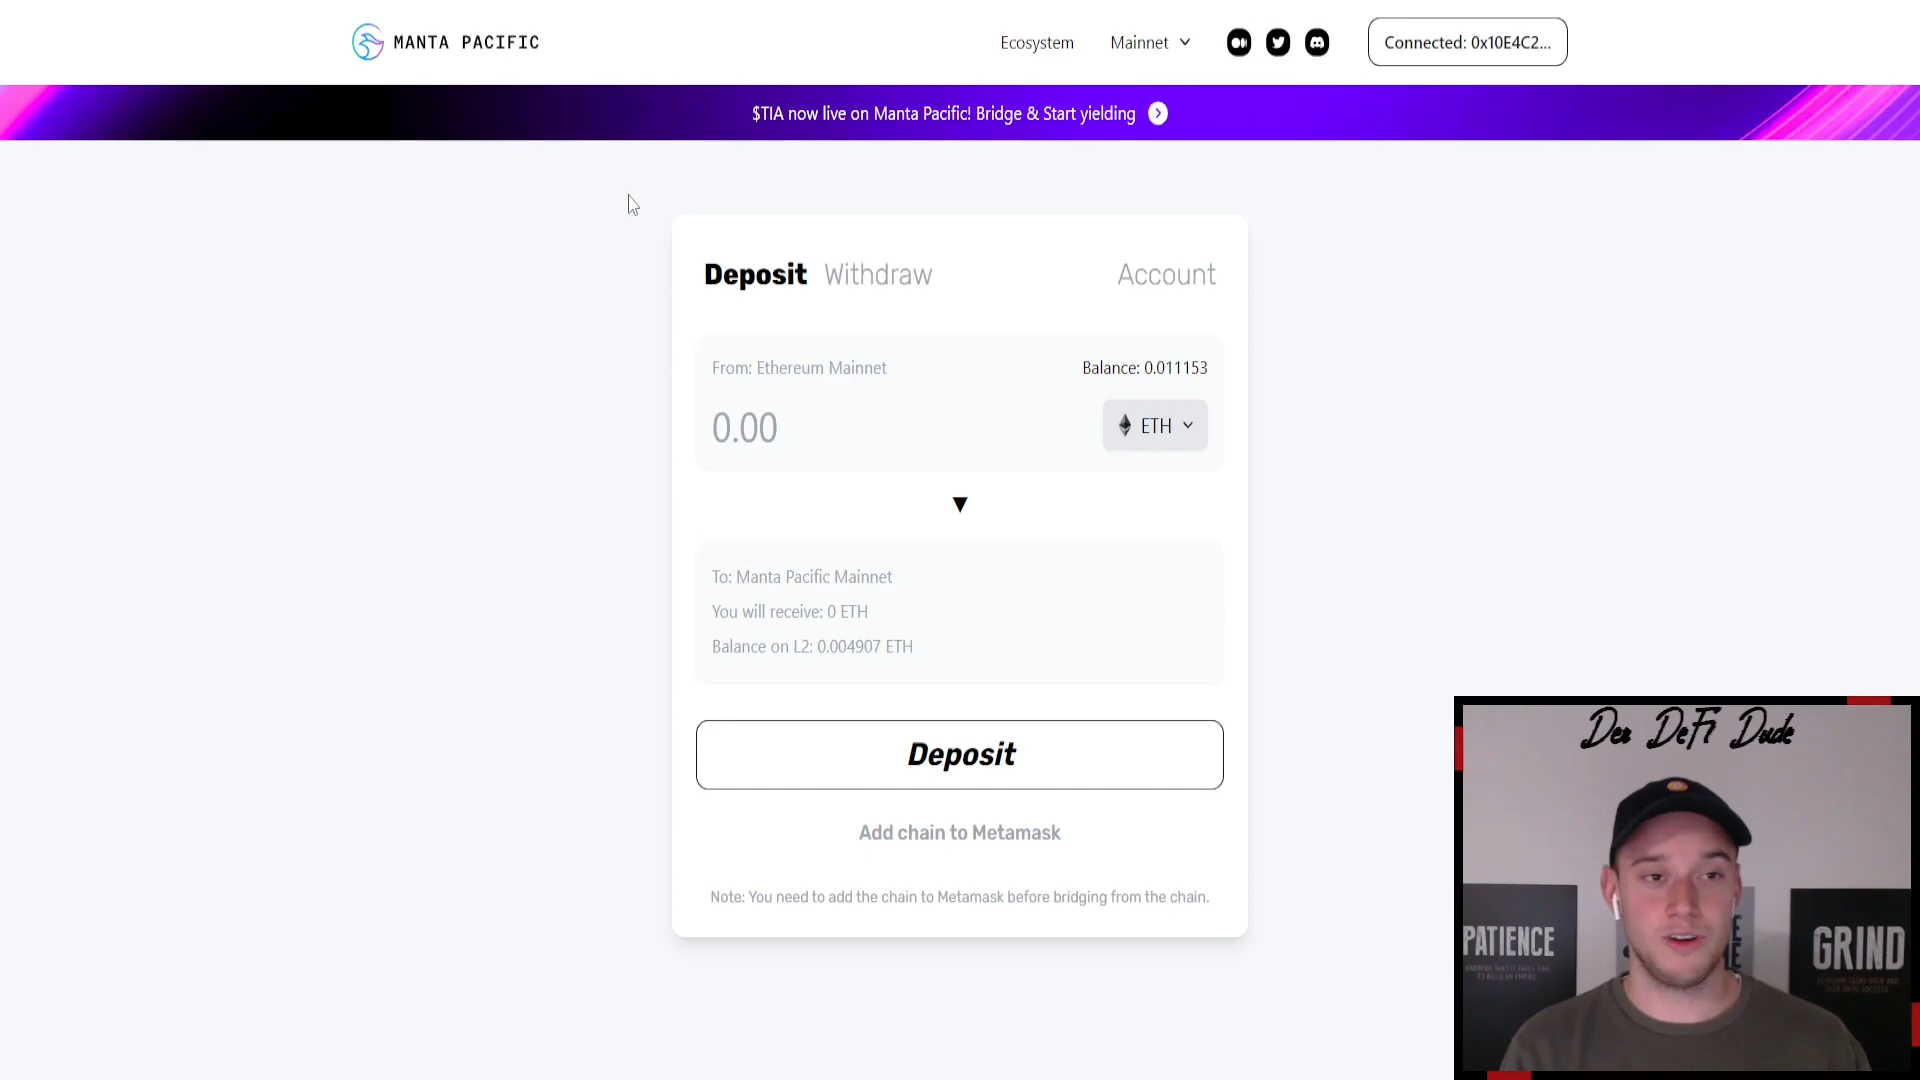 MANTA PACIFIC
Ecosystem
Mainnet
Connected: 0x10E4C2...
$TIA now live on Manta Pacific! Bridge & Start yielding
Deposit
Withdraw
Account
From: Ethereum Mainnet
Balance: 0.011153
0.00
ETH
To: Manta Pacific Mainnet
You will receive: 0 ETH
Balance on L2: 0.004907 ETH
Deposit
Add chain to Metamask
Note: You need to add the chain to Metamask before bridging from the chain.
Der DeFi Dude
PATIENCE
GRIND